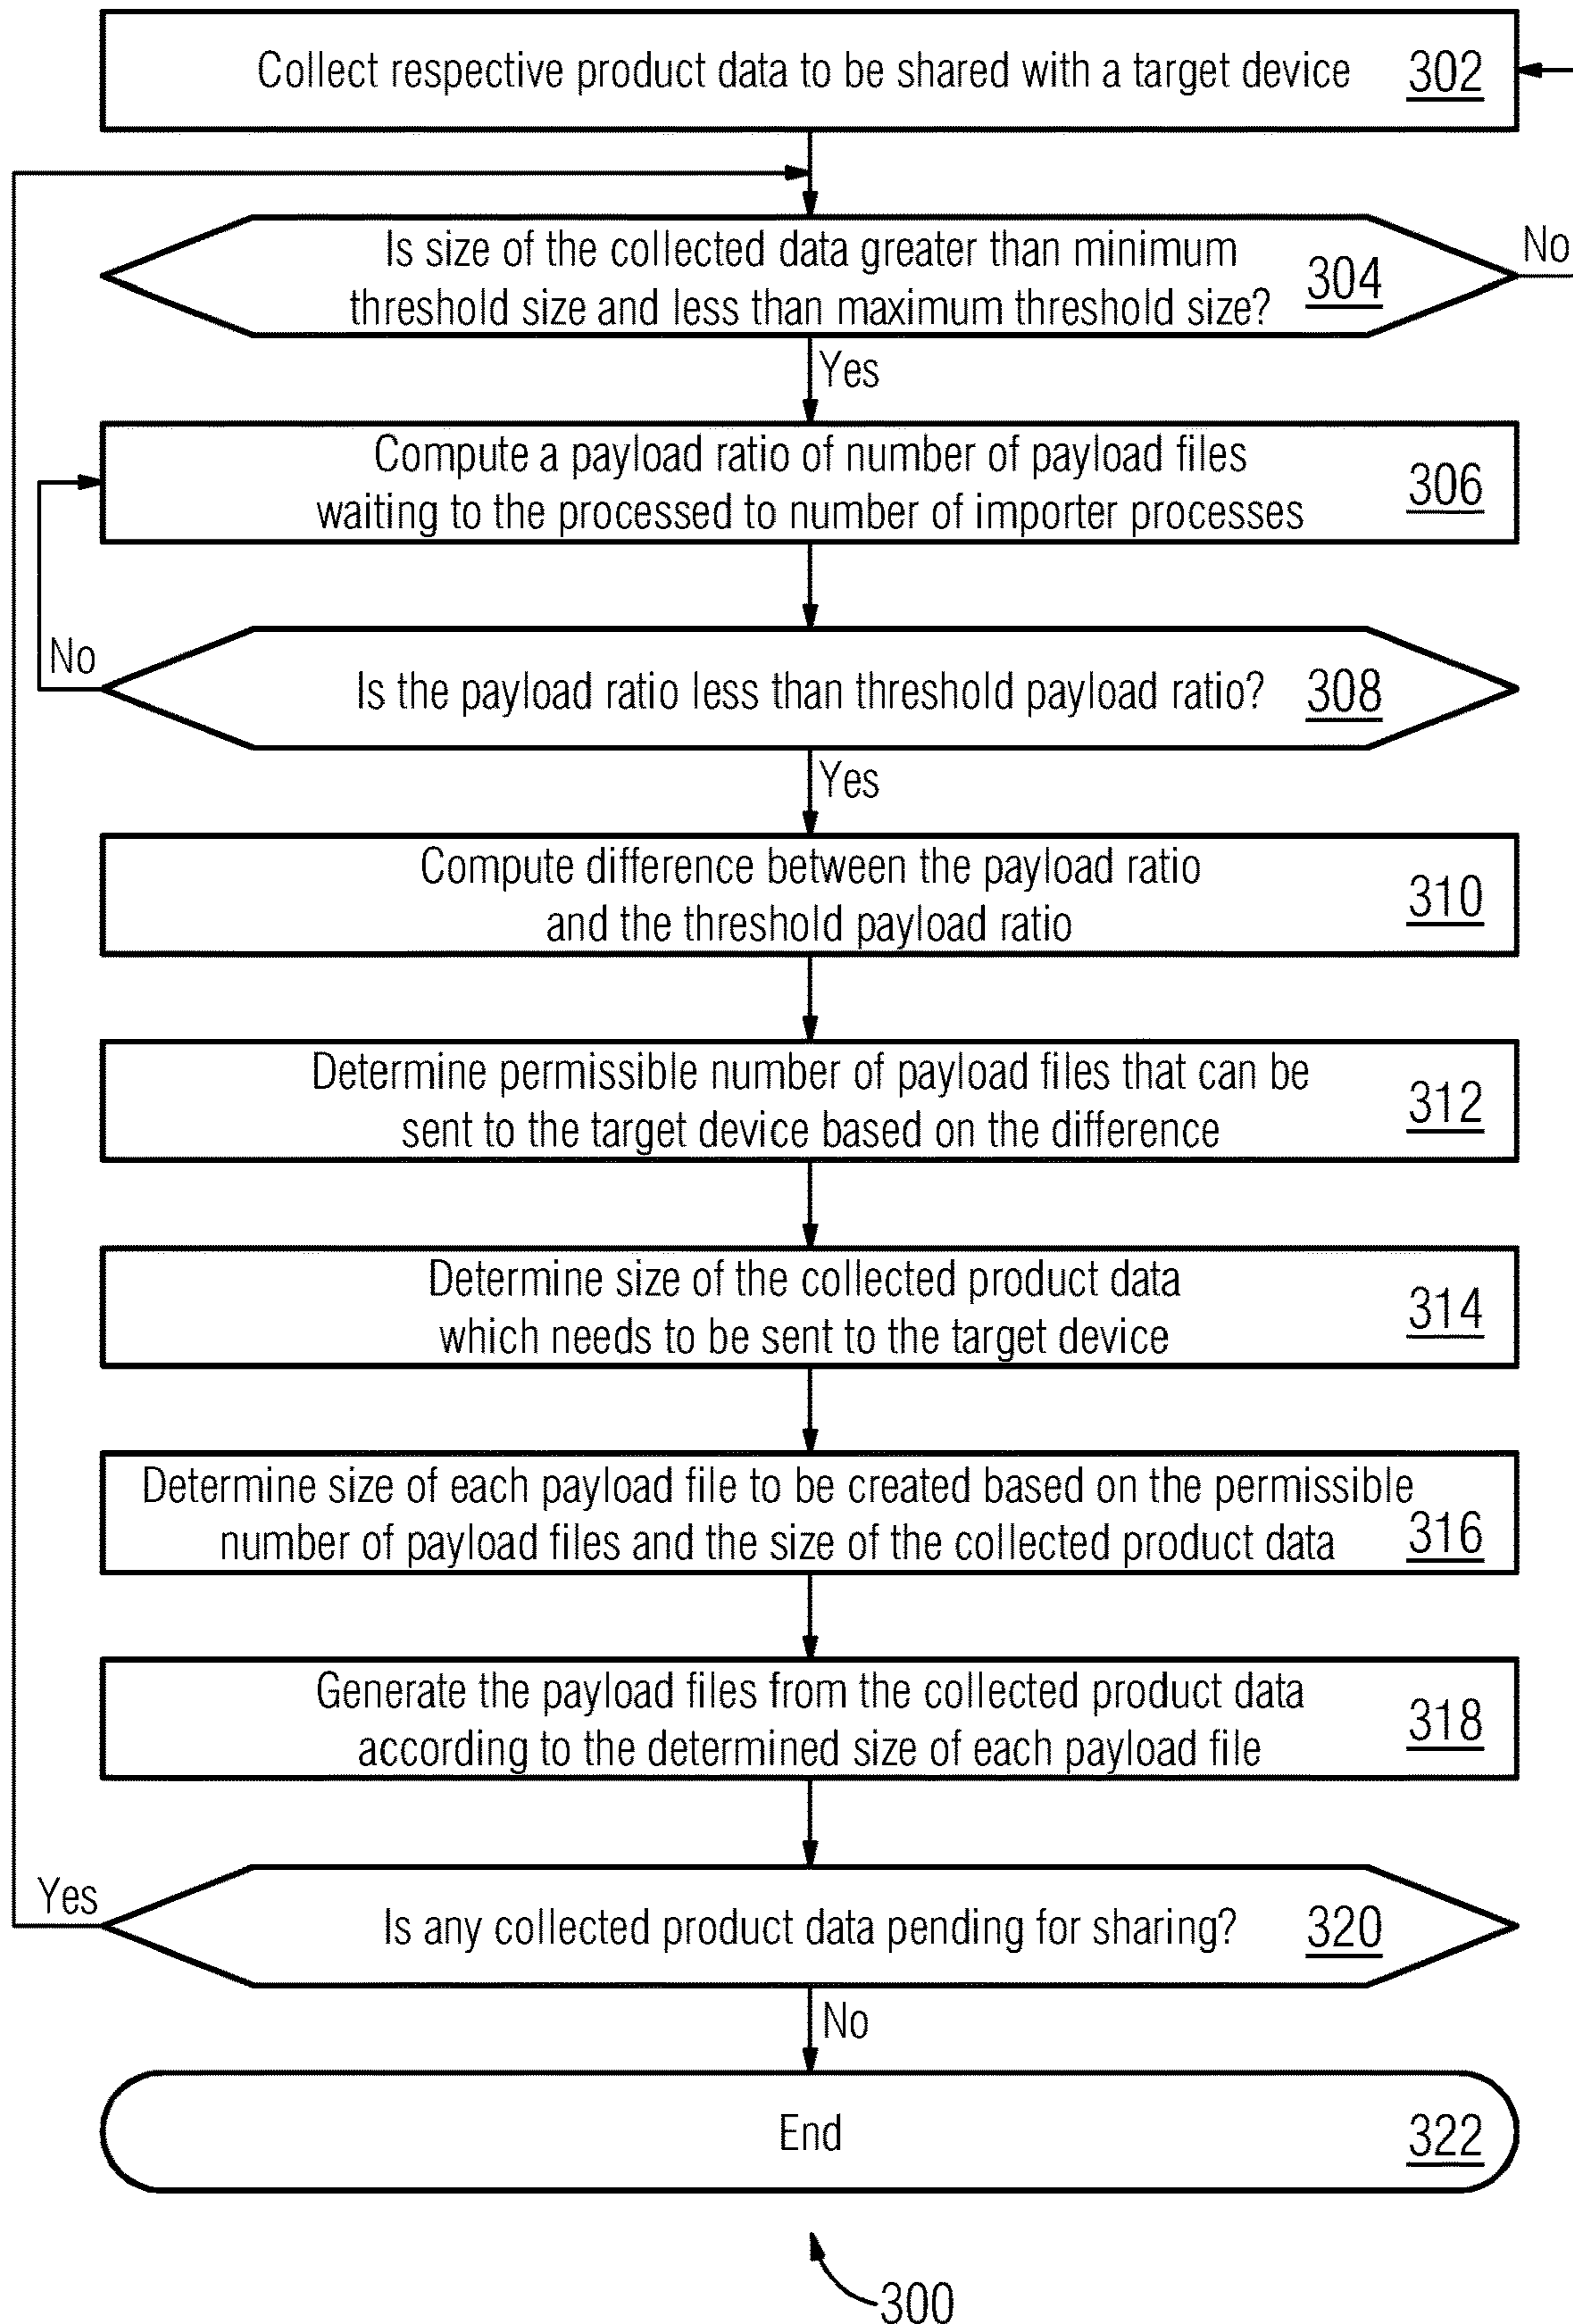 Collect respective product data to be shared with a target device 302
Is size of the collected data greater than minimum
threshold size and less than maximum threshold size? 304
No
Yes
Compute a payload ratio of number of payload files
waiting to the processed to number of importer processes 306
No
Is the payload ratio less than threshold payload ratio? 308
Yes
Compute difference between the payload ratio
and the threshold payload ratio 310
Determine permissible number of payload files that can be
sent to the target device based on the difference 312
Determine size of the collected product data
which needs to be sent to the target device 314
Determine size of each payload file to be created based on the permissible
number of payload files and the size of the collected product data 316
Generate the payload files from the collected product data
according to the determined size of each payload file 318
Yes
Is any collected product data pending for sharing? 320
No
End 322
300